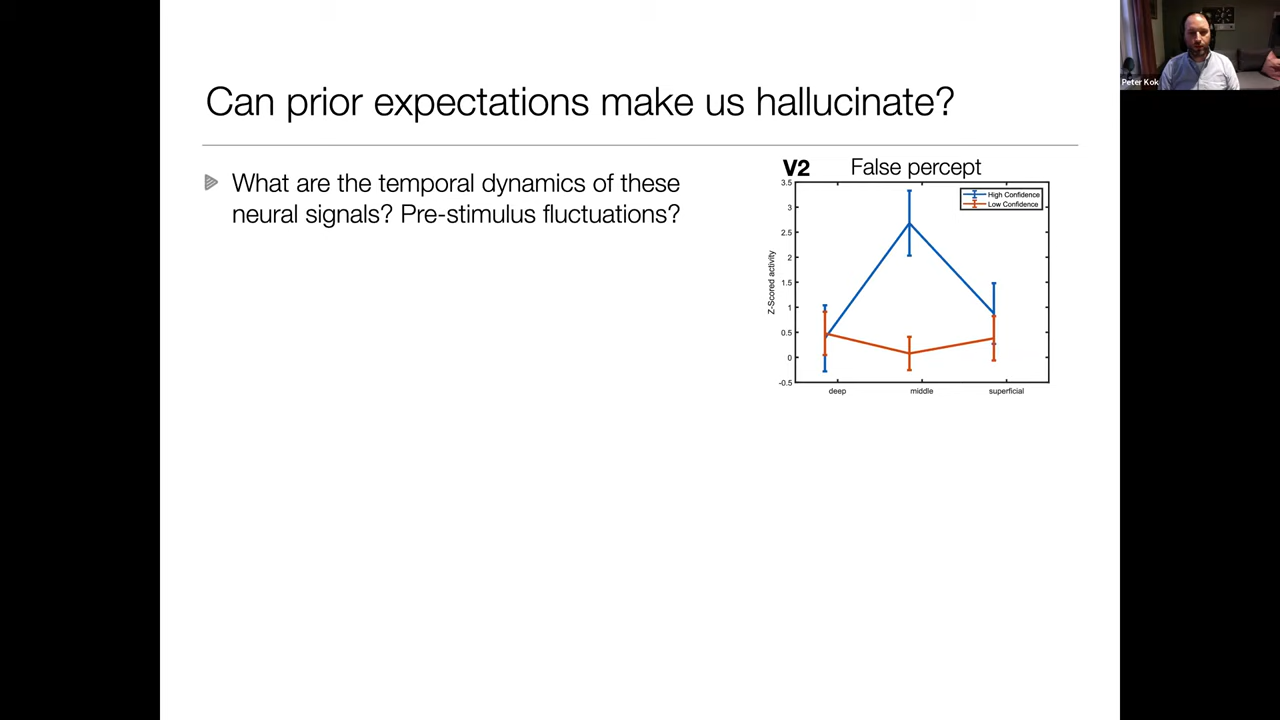 Can prior expectations make us hallucinate?
What are the temporal dynamics of these
neural signals? Pre-stimulus fluctuations?
V2 False percept
High Confidence
Low Confidence
Z-Scored activity
3.5
3
2.5
2
1.5
1
0.5
0
-0.5
deep middle superficial
Peter Kok